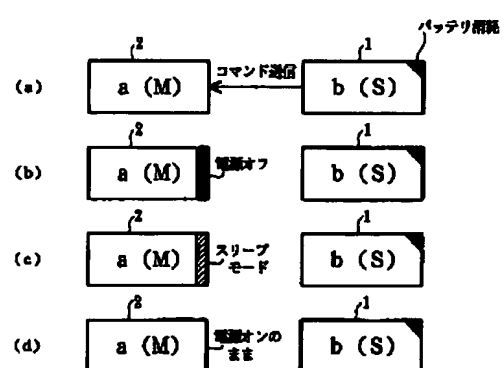 バッテリ消耗
2 1
(a) a (M) コマンド送信 b (S)
2 1
(b) a (M) 電源オフ b (S)
2 1
(c) a (M) スリープ モード b (S)
2 1
(d) a (M) 電源オンの まま b (S)